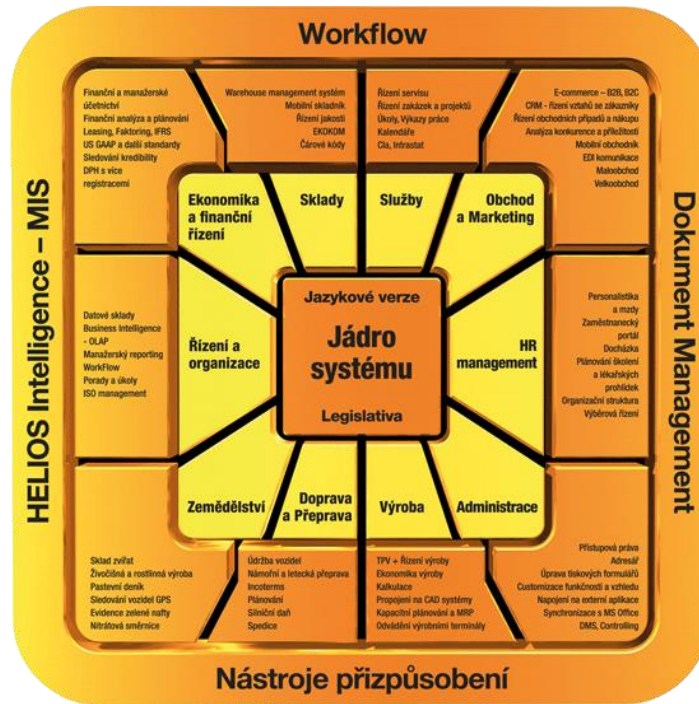 Workflow
Finanční a manažerské
účetnictví
Finanční analýza a plánování
Leasing, Faktoring, IFRS
US GAAP a další standardy
Sledování kredibility
DPH s více
registracemi
Warehouse management systém
Mobilní skladník
Řízení jakosti
EKOKOM
Čárové kódy
Řízení servisu
Řízení zakázek a projektů
Úkoly, Výkazy práce
Kalendáře
Cla, Intrastat
E-commerce – B2B, B2C
CRM - řízení vztahů se zákazníky
Řízení obchodních případů a nákupu
Analýza konkurence a příležitostí
Mobilní obchodník
EDI komunikace
Maloobchod
Velkoobchod
Ekonomika
a finanční
řízení
Sklady
Služby
Obchod
a Marketing
HELIOS Intelligence – MIS
Datové sklady
Business Intelligence
- OLAP
Manažerský reporting
WorkFlow
Porady a úkoly
ISO management
Řízení a
organizace
Jazykové verze
Jádro
systému
Legislativa
HR
management
Personalistika
a mzdy
Zaměstnanecký
portál
Docházka
Plánování školení
a lékařských
prohlídek
Organizační struktura
Výběrová řízení
Dokument Management
Zemědělství
Doprava
a Přeprava
Výroba
Administrace
Sklad zvířat
Živočišná a rostlinná výroba
Pastevní deník
Sledování vozidel GPS
Evidence zelené nafty
Nitrátová směrnice
Údržba vozidel
Námořní a letecká přeprava
Incoterms
Plánování
Silniční daň
Spedice
TPV + Řízení výroby
Ekonomika výroby
Kalkulace
Propojení na CAD systémy
Kapacitní plánování a MRP
Odvádění výrobními terminály
Přístupová práva
Adresář
Úprava tiskových formulářů
Customizace funkčnosti a vzhledu
Napojení na externí aplikace
Synchronizace s MS Office
DMS, Controlling
Nástroje přizpůsobení